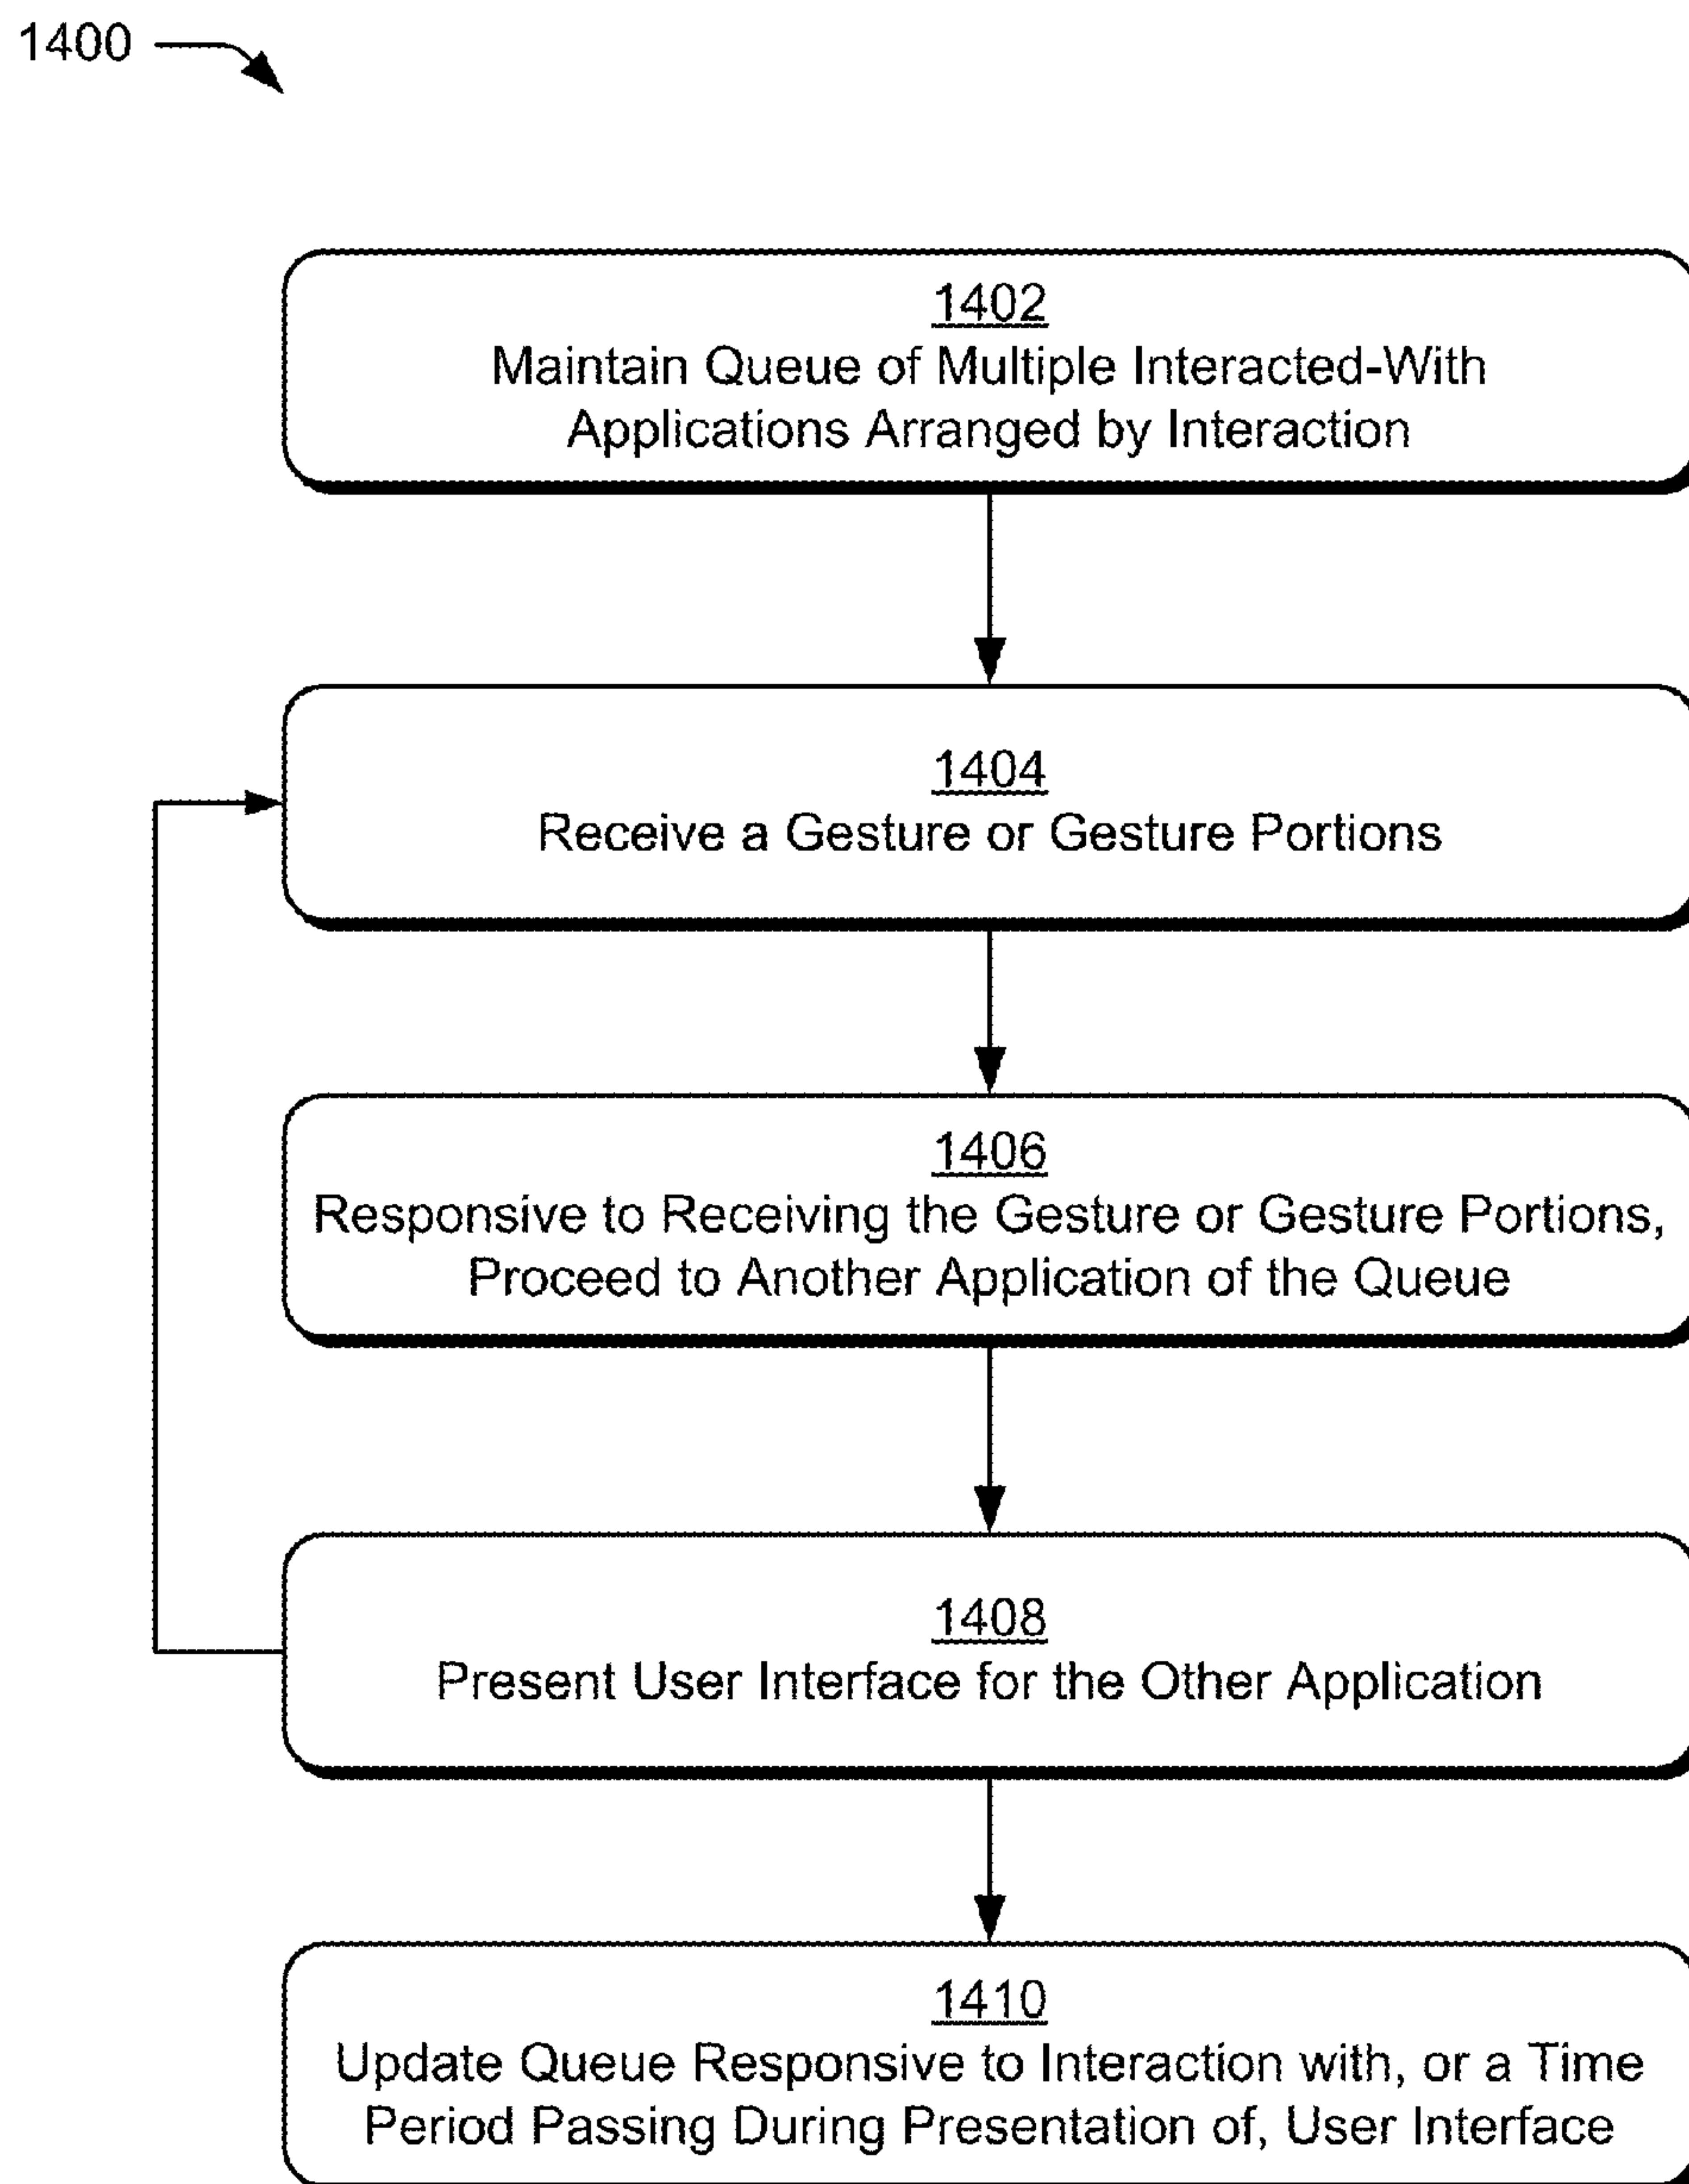 1400
1402
Maintain Queue of Multiple Interacted-With
Applications Arranged by Interaction
1404
Receive a Gesture or Gesture Portions
1406
Responsive to Receiving the Gesture or Gesture Portions,
Proceed to Another Application of the Queue
1408
Present User Interface for the Other Application
1410
Update Queue Responsive to Interaction with, or a Time
Period Passing During Presentation of, User Interface